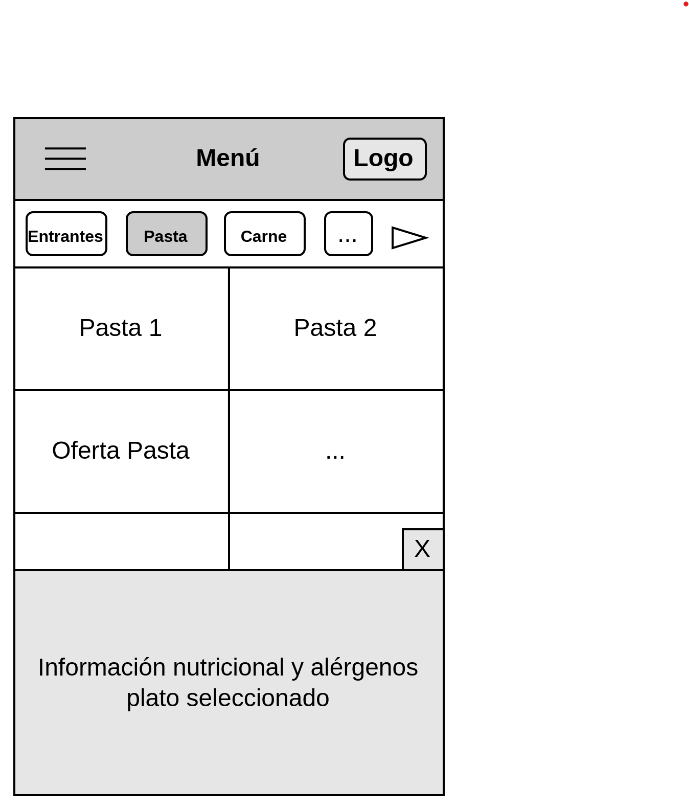 Menú
Logo
Entrantes
Pasta
Carne
...
Pasta 1
Pasta 2
Oferta Pasta
...
X
Información nutricional y alérgenos
plato seleccionado